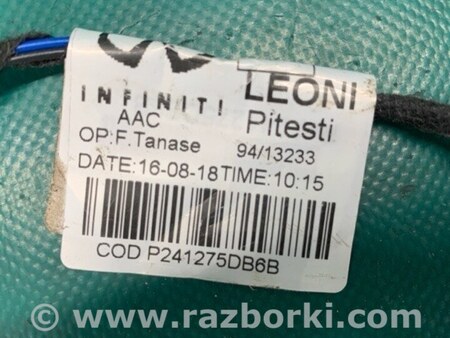 LEONI
INFINITI Pitesti
AAC
OP:F.Tanase 94/13233
DATE:16-08-18TIME:10:15
COD P241275DB6B
© www.razborki.com